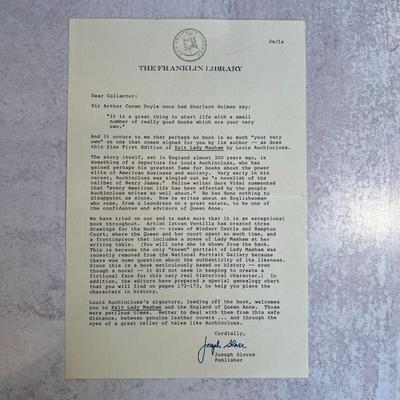 Js/ls
THE FRANKLIN LIBRARY
Dear Collector:
Sir Arthur Conan Doyle once had Sherlock Holmes say:
"It is a great thing to start life with a small
number of really good books which are your very
own."
And it occurs to me that perhaps no book is so much "your very
own" as one that comes signed for you by its author -- as does
this fine First Edition of Exit Lady Masham by Louis Auchincloss.
The story itself, set in England almost 300 years ago, is
something of a departure for Louis Auchincloss, who has
gained perhaps his greatest fame for books about the power
elite of American business and society. Very early in his
career, Auchincloss was singled out as "a novelist of the
caliber of Henry James." Fellow writer Gore Vidal commented
that "every American life has been affected by the people
Auchincloss writes so well about." He has done nothing to
disappoint us since. Now he writes about an Englishwoman
who rose, from a laundress on a great estate, to be one of
the confidantes and advisors to Queen Anne.
We have tried on our end to make sure that it is an exceptional
book throughout. Artist Istvan Ventilla has created three
drawings for the book -- views of Windsor Castle and Hampton
Court, where the Queen and her court spent so much time, and
a frontispiece that includes a scene of Lady Masham at her
writing table. (You will note she is shown from the back.
This is because the only "known" portrait of Lady Masham was
recently removed from the National Portrait Gallery because
there was some question about the authenticity of its likeness.
Since this is a book meticulously based on history -- even
though a novel -- it did not seem in keeping to create a
fictional face for this very real historical character.) In
addition, the editors have prepared a special genealogy chart
that you will find on pages 172-173, to help you place the
characters in history.
Louis Auchincloss's signature, leading off the book, welcomes
you to Exit Lady Masham and the England of Queen Anne. Those
were perilous times. Better to deal with them from this safe
distance, between genuine leather covers ... and through the
eyes of a great teller of tales like Auchincloss.
Cordially,
Joseph Sloves
Joseph Sloves
Publisher